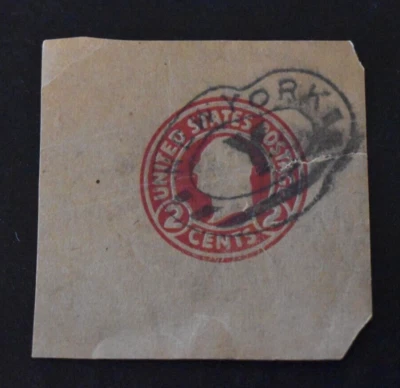 YORK
UNITED STATES POSTAGE
2 CENTS 2